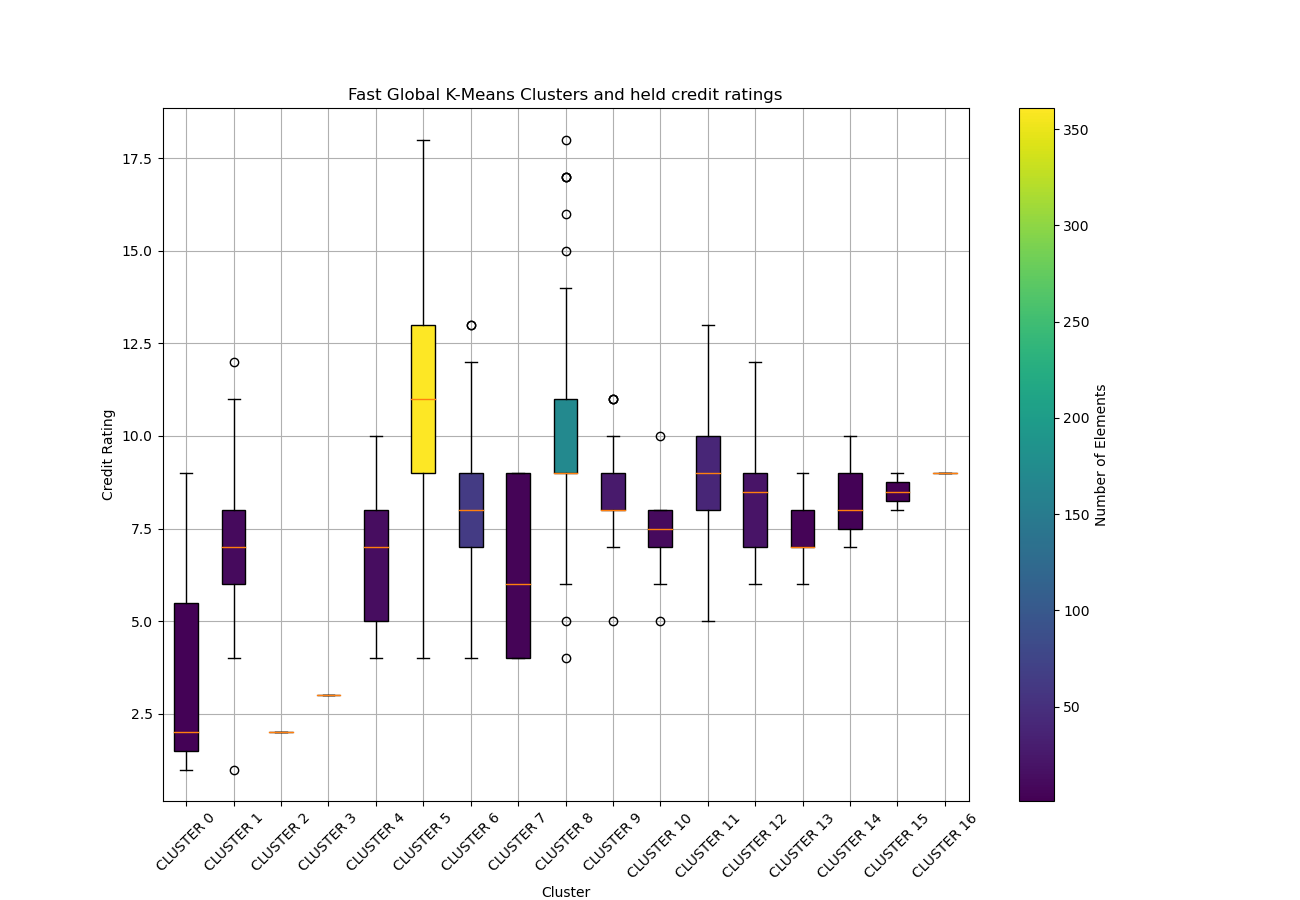 Fast Global K-Means Clusters and held credit ratings
17.5
15.0
12.5
10.0
7.5
5.0
2.5
Credit Rating
CLUSTER 0
CLUSTER 1
CLUSTER 2
CLUSTER 3
CLUSTER 4
CLUSTER 5
CLUSTER 6
CLUSTER 7
CLUSTER 8
CLUSTER 9
CLUSTER 10
CLUSTER 11
CLUSTER 12
CLUSTER 13
CLUSTER 14
CLUSTER 15
CLUSTER 16
Cluster
350
300
250
200
150
100
50
Number of Elements